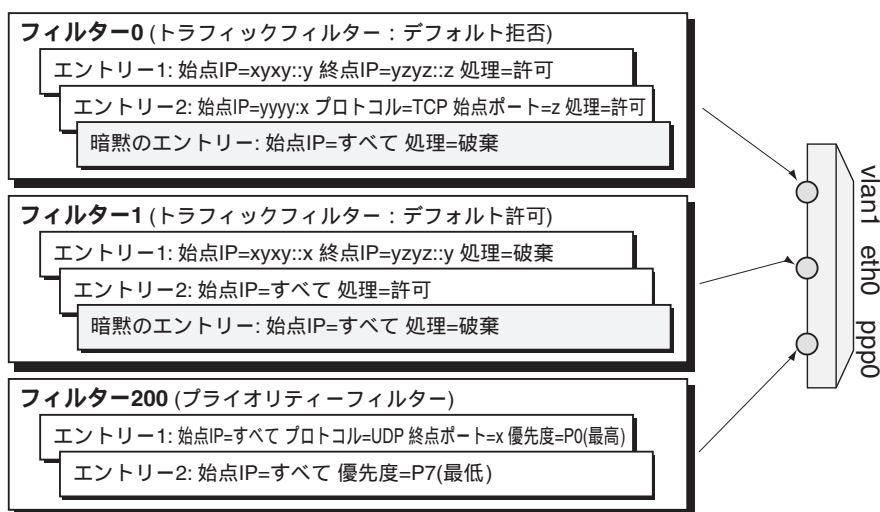 フィルター0 (トラフィックフィルター：デフォルト拒否)
エントリー1: 始点IP=xyxy::y 終点IP=yzyz::z 処理=許可
エントリー2: 始点IP=yyyy:x プロトコル=TCP 始点ポート=z 処理=許可
暗黙のエントリー: 始点IP=すべて 処理=破棄
フィルター1 (トラフィックフィルター：デフォルト許可)
エントリー1: 始点IP=xyxy::x 終点IP=yzyz::y 処理=破棄
エントリー2: 始点IP=すべて 処理=許可
暗黙のエントリー: 始点IP=すべて 処理=破棄
フィルター200 (プライオリティーフィルター)
エントリー1: 始点IP=すべて プロトコル=UDP 終点ポート=x 優先度=P0(最高)
エントリー2: 始点IP=すべて 優先度=P7(最低)
vlan1 eth0 ppp0